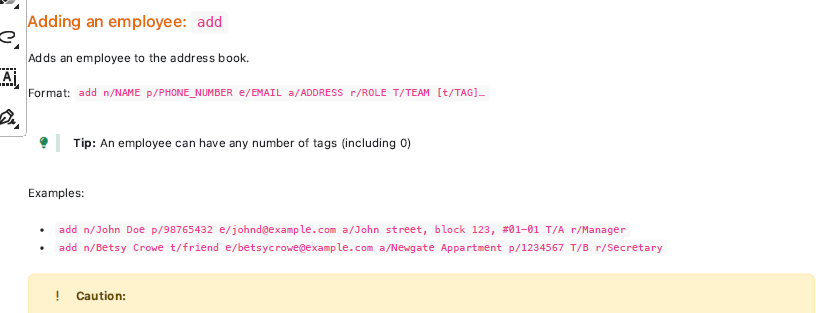 Adding an employee: add
Adds an employee to the address book.
A
Format: add n/NAME p/PHONE_NUMBER e/EMAIL a/ADDRESS r/ROLE T/TEAM [t/TAG]…
Tip: An employee can have any number of tags (including 0)
Examples:
• add n/John Doe p/98765432 e/johnd@example.com a/John street, block 123, #01-01 T/A r/Manager
• add n/Betsy Crowe t/friend e/betsycrowe@example.com a/Newgate Appartment p/1234567 T/B r/Secretary
! Caution: